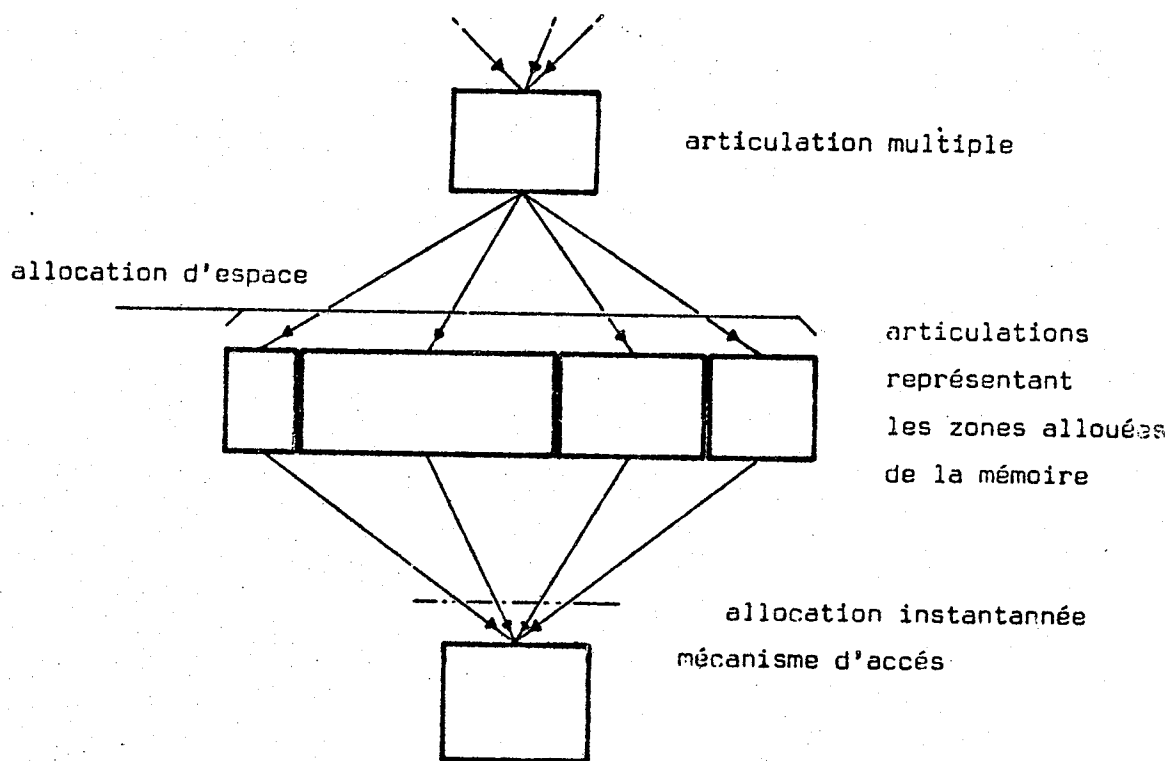 articulation multiple
allocation d'espace
articulations
représentant
les zones allouées
de la mémoire
allocation instantannée
mécanisme d'accés